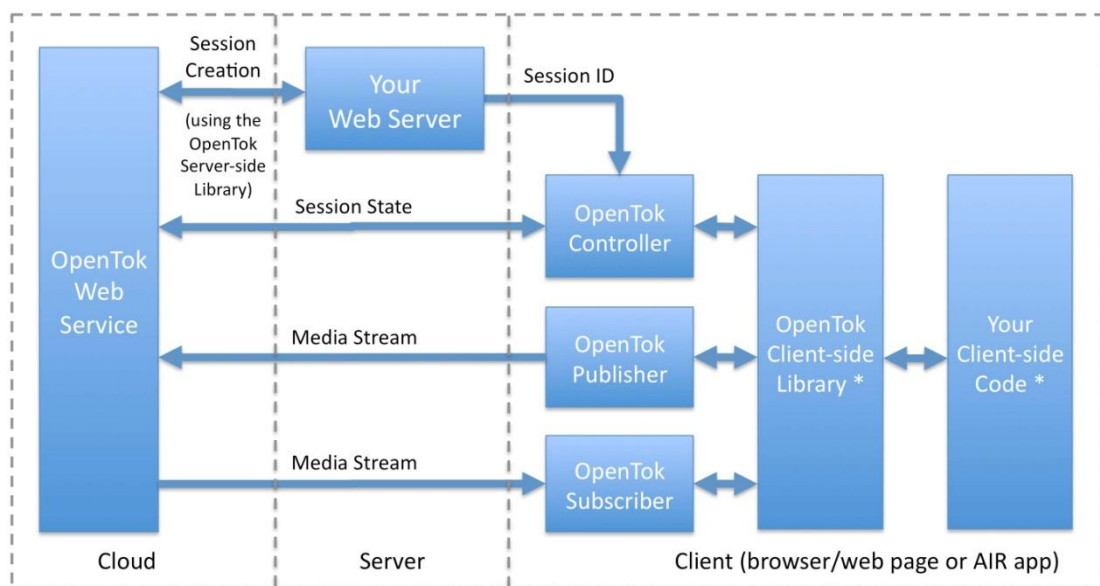 Session
Creation
(using the
OpenTok
Server-side
Library)
Your
Web Server
Session ID
OpenTok
Web
Service
Session State
OpenTok
Controller
Media Stream
OpenTok
Publisher
Media Stream
OpenTok
Subscriber
OpenTok
Client-side
Library *
Your
Client-side
Code *
Cloud
Server
Client (browser/web page or AIR app)